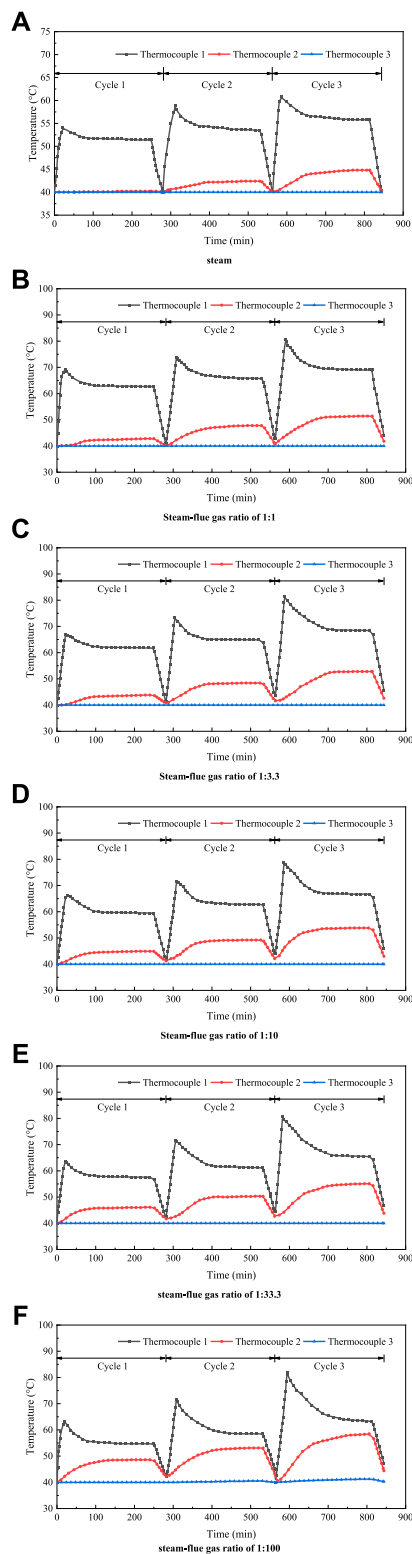 A
Thermocouple 1 Thermocouple 2 Thermocouple 3
Cycle 1 Cycle 2 Cycle 3
Temperature (°C)
75
70
65
60
55
50
45
40
35
0 100 200 300 400 500 600 700 800 900
Time (min)
steam
B
Thermocouple 1 Thermocouple 2 Thermocouple 3
Cycle 1 Cycle 2 Cycle 3
Temperature (°C)
100
90
80
70
60
50
40
30
0 100 200 300 400 500 600 700 800 900
Time (min)
Steam-flue gas ratio of 1:1
C
Thermocouple 1 Thermocouple 2 Thermocouple 3
Cycle 1 Cycle 2 Cycle 3
Temperature (°C)
100
90
80
70
60
50
40
30
0 100 200 300 400 500 600 700 800 900
Time (min)
Steam-flue gas ratio of 1:3.3
D
Thermocouple 1 Thermocouple 2 Thermocouple 3
Cycle 1 Cycle 2 Cycle 3
Temperature (°C)
100
90
80
70
60
50
40
30
0 100 200 300 400 500 600 700 800 900
Time (min)
Steam-flue gas ratio of 1:10
E
Thermocouple 1 Thermocouple 2 Thermocouple 3
Cycle 1 Cycle 2 Cycle 3
Temperature (°C)
100
90
80
70
60
50
40
30
0 100 200 300 400 500 600 700 800 900
Time (min)
steam-flue gas ratio of 1:33.3
F
Thermocouple 1 Thermocouple 2 Thermocouple 3
Cycle 1 Cycle 2 Cycle 3
Temperature (°C)
100
90
80
70
60
50
40
30
0 100 200 300 400 500 600 700 800 900
Time (min)
steam-flue gas ratio of 1:100